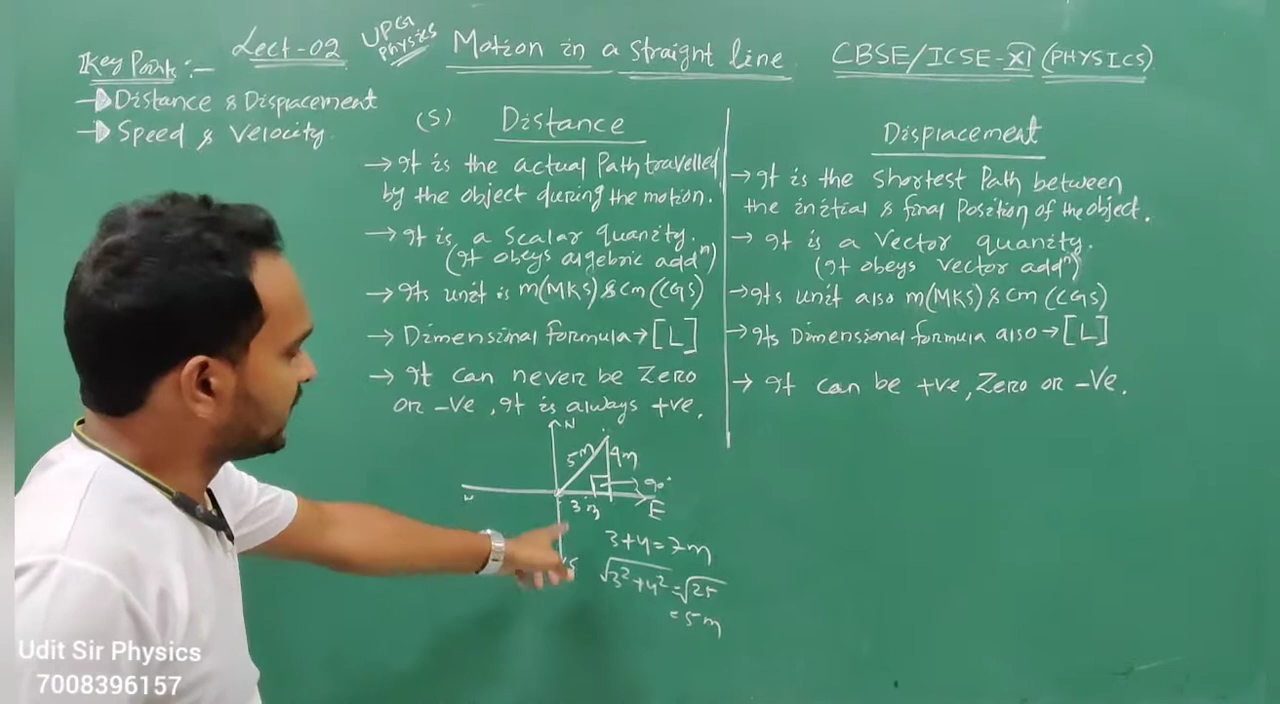 Lect-02
UPG
PHYSICS
Motion in a straight line
CBSE/ICSE-XI (PHYSICS)
Key Points:-
→ Distance & Displacement
→ Speed & Velocity.
(S) Distance
→ It is the actual Path travelled
by the object during the motion.
→ It is a scalar quanity.
(It obeys algebric addⁿ)
→ Its unit is m(MKS) & cm (CGS)
→ Dimensinal formula → [L]
→ It can never be Zero
or -ve, It is always +ve.
Displacement
→ It is the shortest Path between
the initial & final Position of the object.
→ It is a Vector quanity.
(It obeys vector addⁿ)
→ Its unit also m(MKS) & cm (CGS)
→ Its Dimensional formula also → [L]
→ It can be +ve, Zero or -ve.
N
5m 4m
90°
W
3m
E
S
3+4=7m
√3²+4² = √25
= 5m
Udit Sir Physics
7008396157